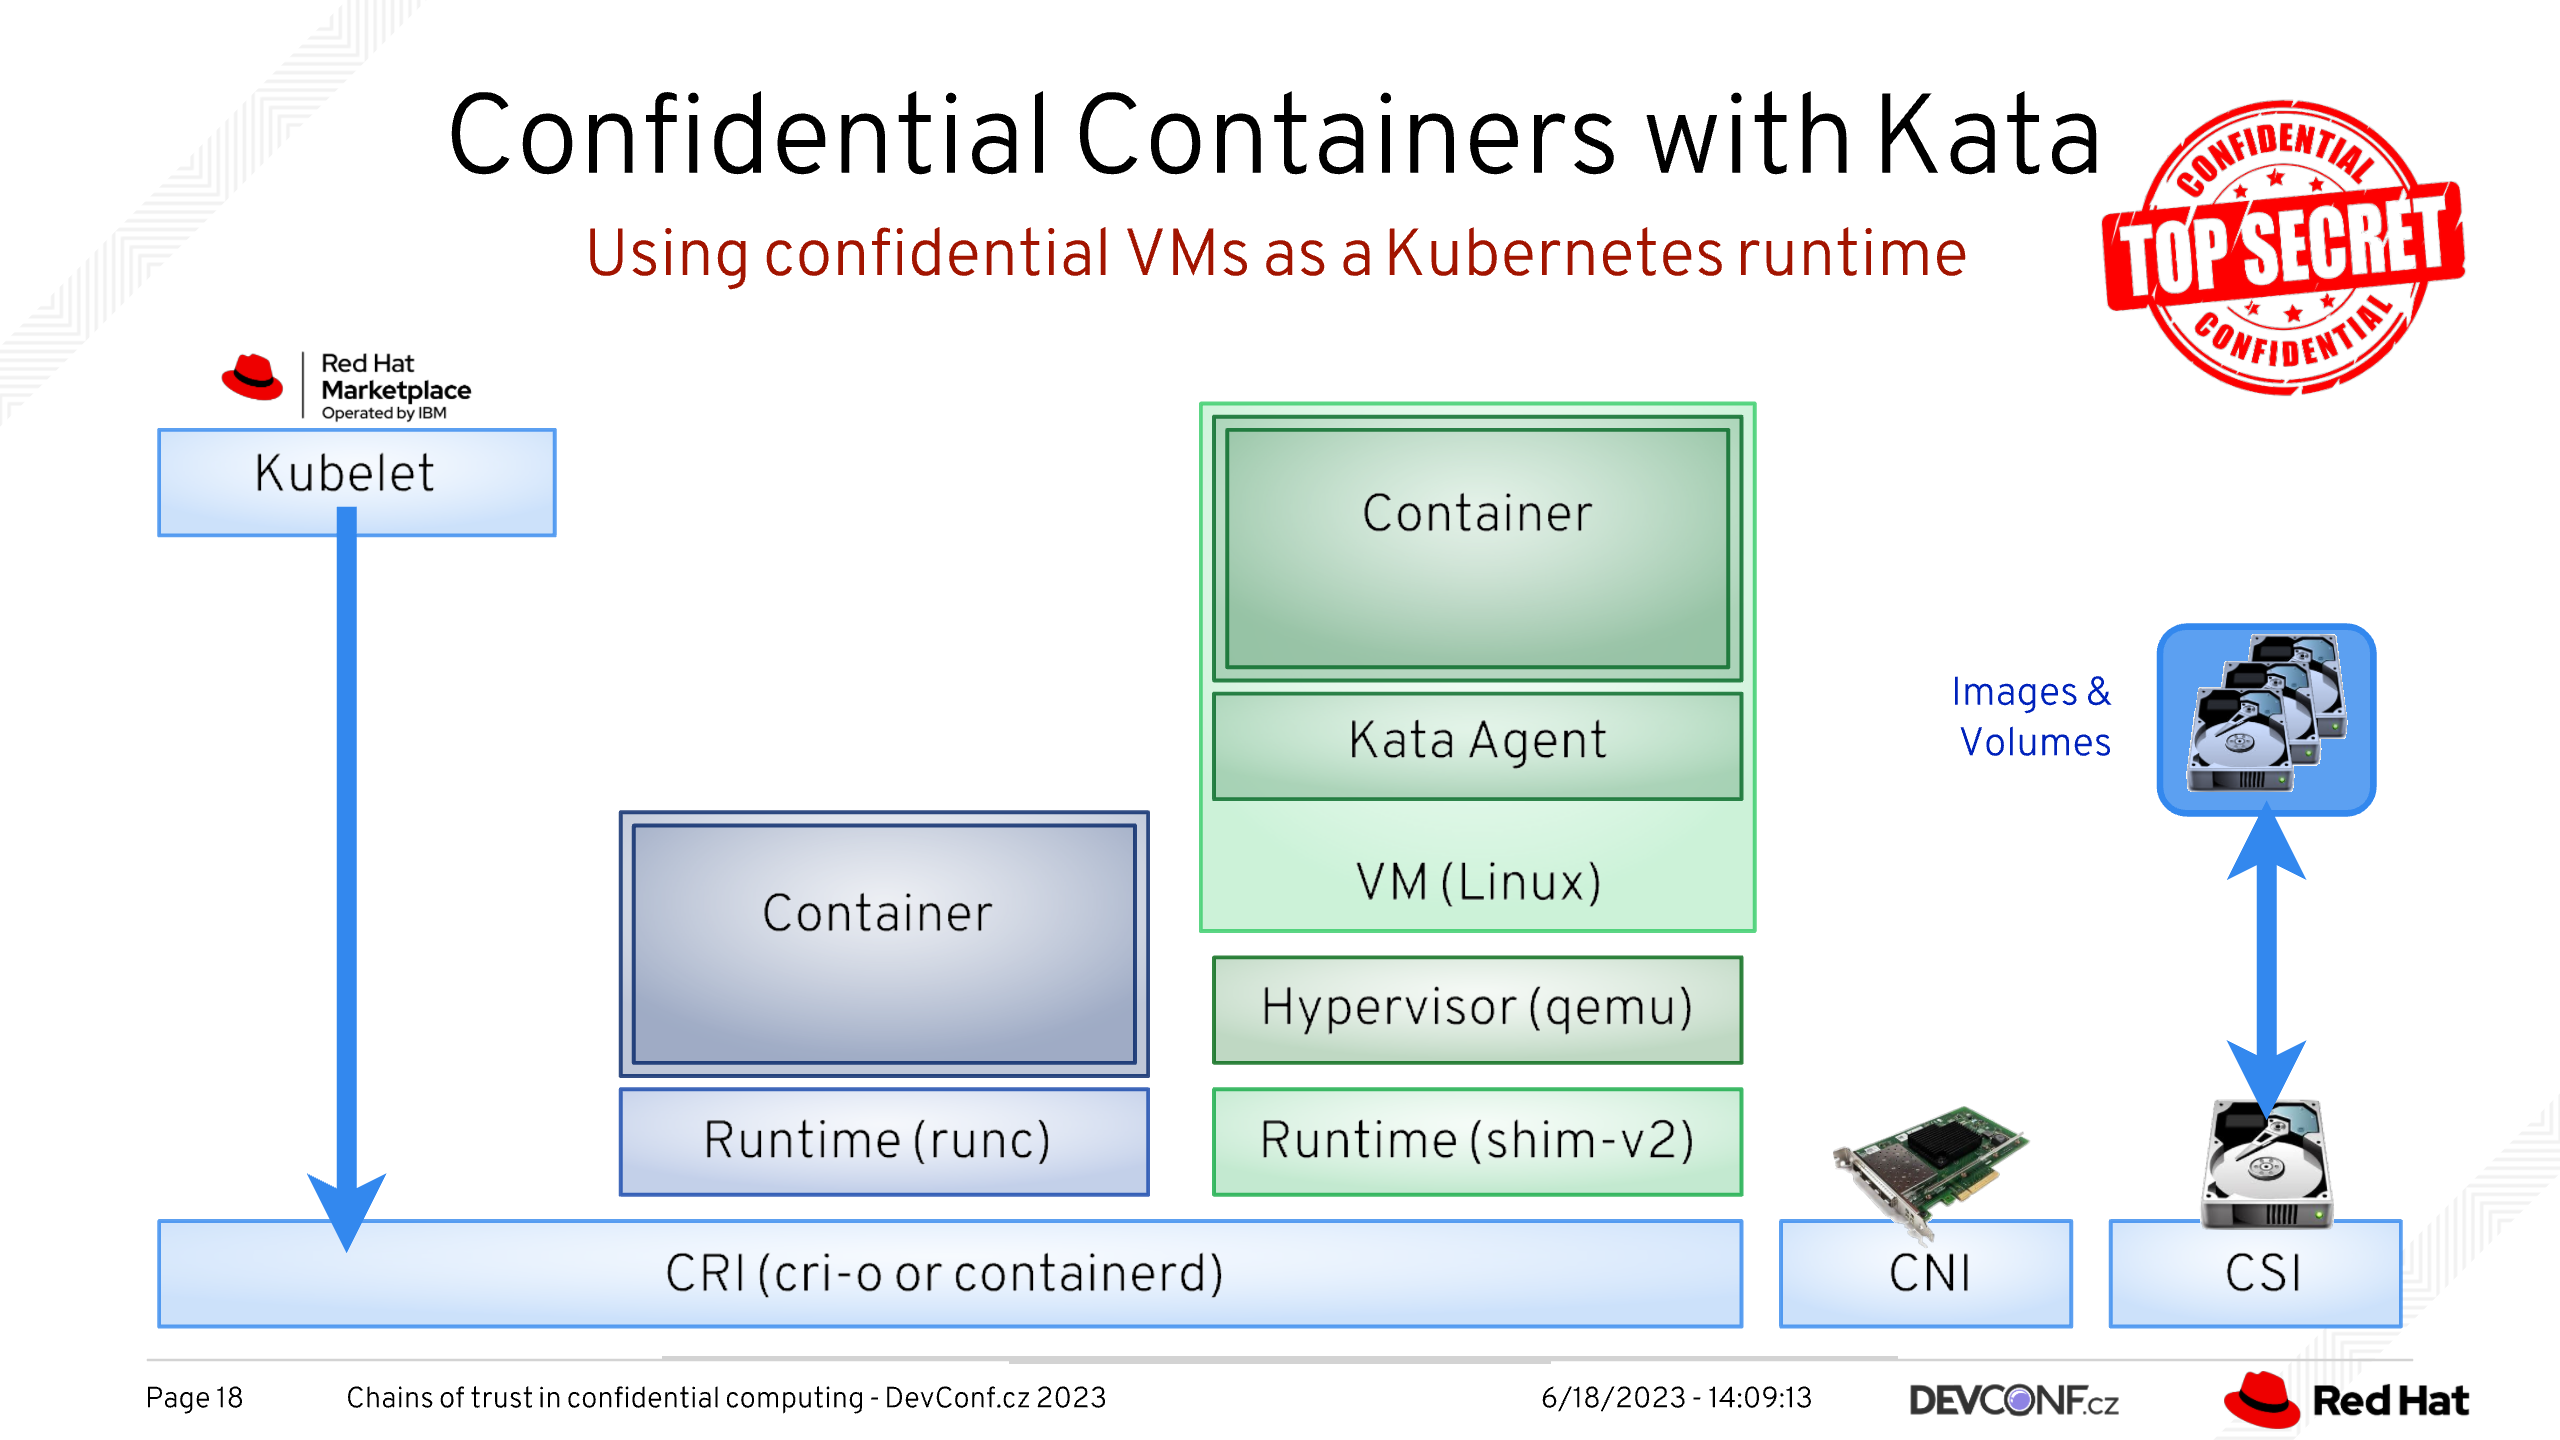 Confidential Containers with Kata
Using confidential VMs as a Kubernetes runtime
CONFIDENTIAL
TOP SECRET
CONFIDENTIAL
Red Hat
Marketplace
Operated by IBM
Kubelet
Container
Kata Agent
VM (Linux)
Hypervisor (qemu)
Runtime (shim-v2)
Container
Runtime (runc)
Images &
Volumes
CRI (cri-o or containerd)
CNI
CSI
Page 18
Chains of trust in confidential computing - DevConf.cz 2023
6/18/2023 - 14:09:13
DEVCONF.CZ
Red Hat